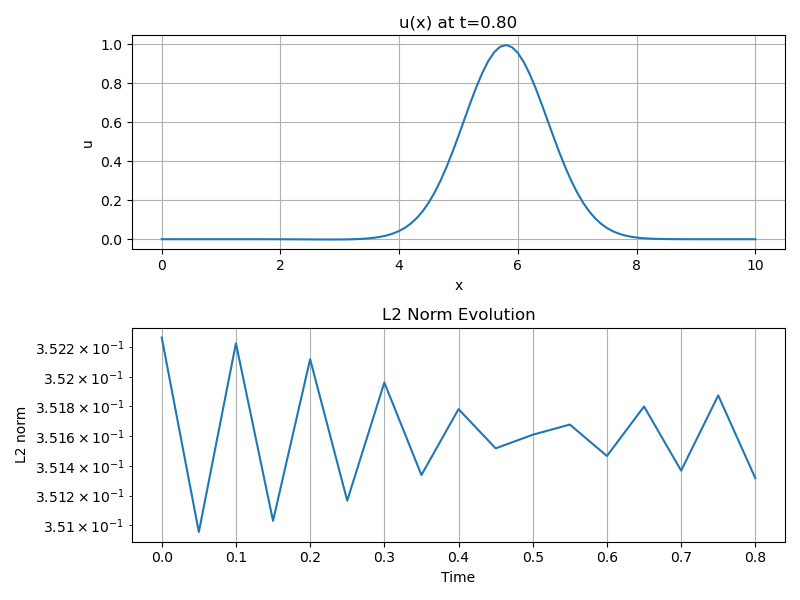 u(x) at t=0.80
1.0
0.8
0.6
0.4
0.2
0.0
u
0 2 4 6 8 10
x
L2 Norm Evolution
3.522 × 10⁻¹
3.52 × 10⁻¹
3.518 × 10⁻¹
3.516 × 10⁻¹
3.514 × 10⁻¹
3.512 × 10⁻¹
3.51 × 10⁻¹
L2 norm
0.0 0.1 0.2 0.3 0.4 0.5 0.6 0.7 0.8
Time